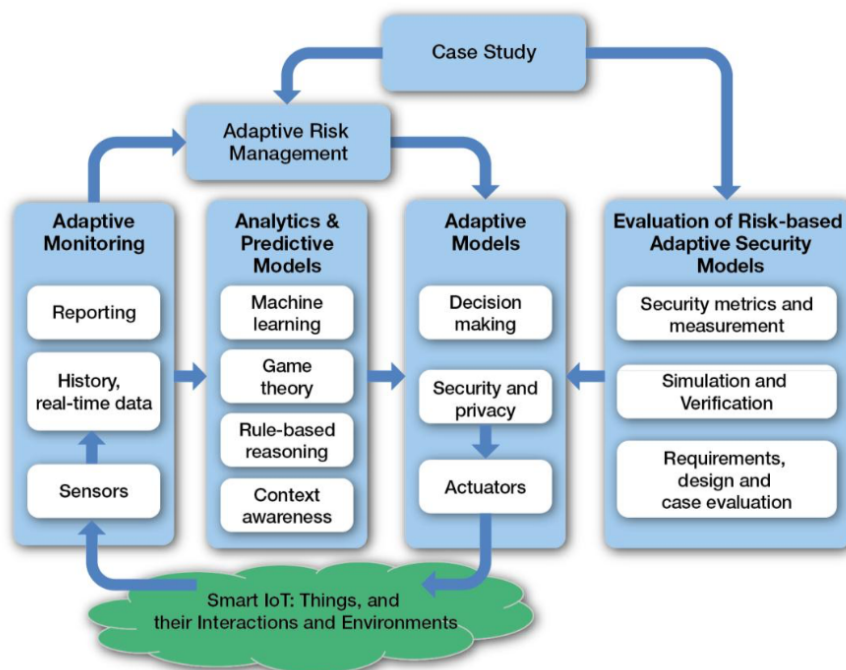 Case Study
Adaptive Risk
Management
Adaptive
Monitoring
Reporting
History,
real-time data
Sensors
Analytics &
Predictive
Models
Machine
learning
Game
theory
Rule-based
reasoning
Context
awareness
Adaptive
Models
Decision
making
Security and
privacy
Actuators
Evaluation of Risk-based
Adaptive Security
Models
Security metrics and
measurement
Simulation and
Verification
Requirements,
design and
case evaluation
Smart IoT: Things, and
their Interactions and Environments